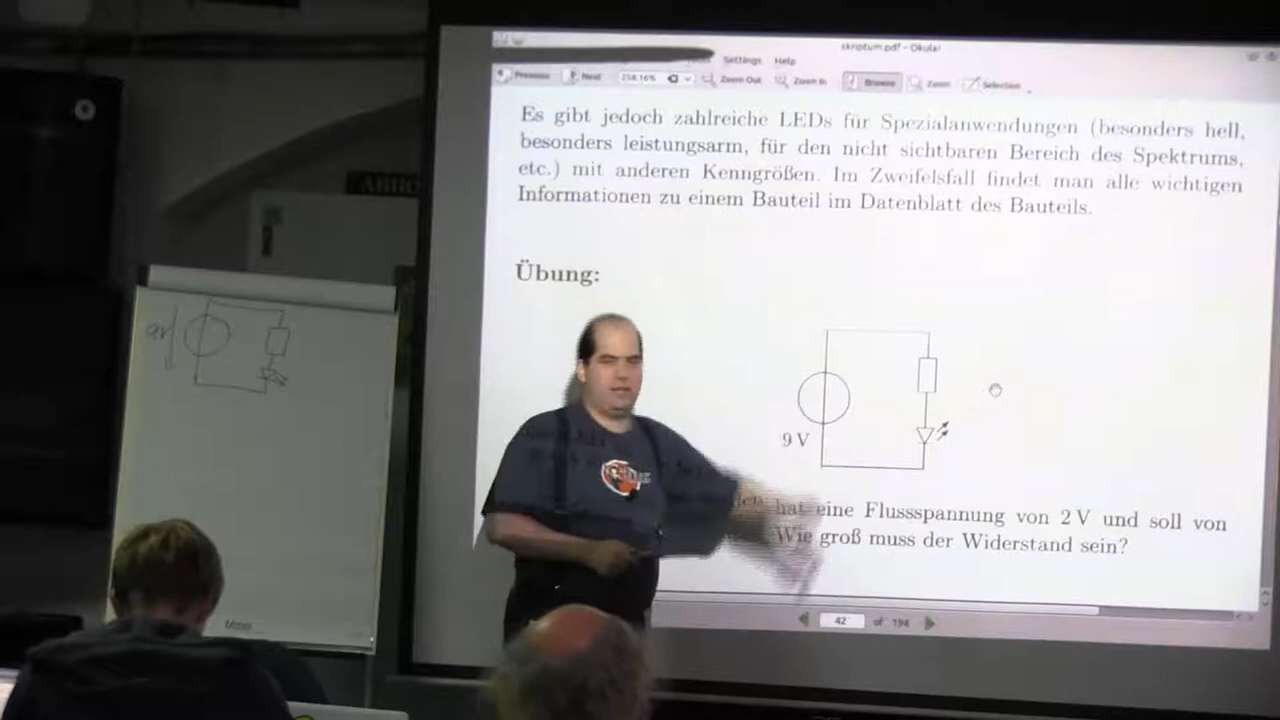 skriptum.pdf - Okular
Settings Help
Previous Next 258.16% Zoom Out Zoom In Browse Zoom Selection
Es gibt jedoch zahlreiche LEDs für Spezialanwendungen (besonders hell,
besonders leistungsarm, für den nicht sichtbaren Bereich des Spektrums,
etc.) mit anderen Kenngrößen. Im Zweifelsfall findet man alle wichtigen
Informationen zu einem Bauteil im Datenblatt des Bauteils.
Übung:
9 V
hat eine Flussspannung von 2 V und soll von
Wie groß muss der Widerstand sein?
42 of 194
9V